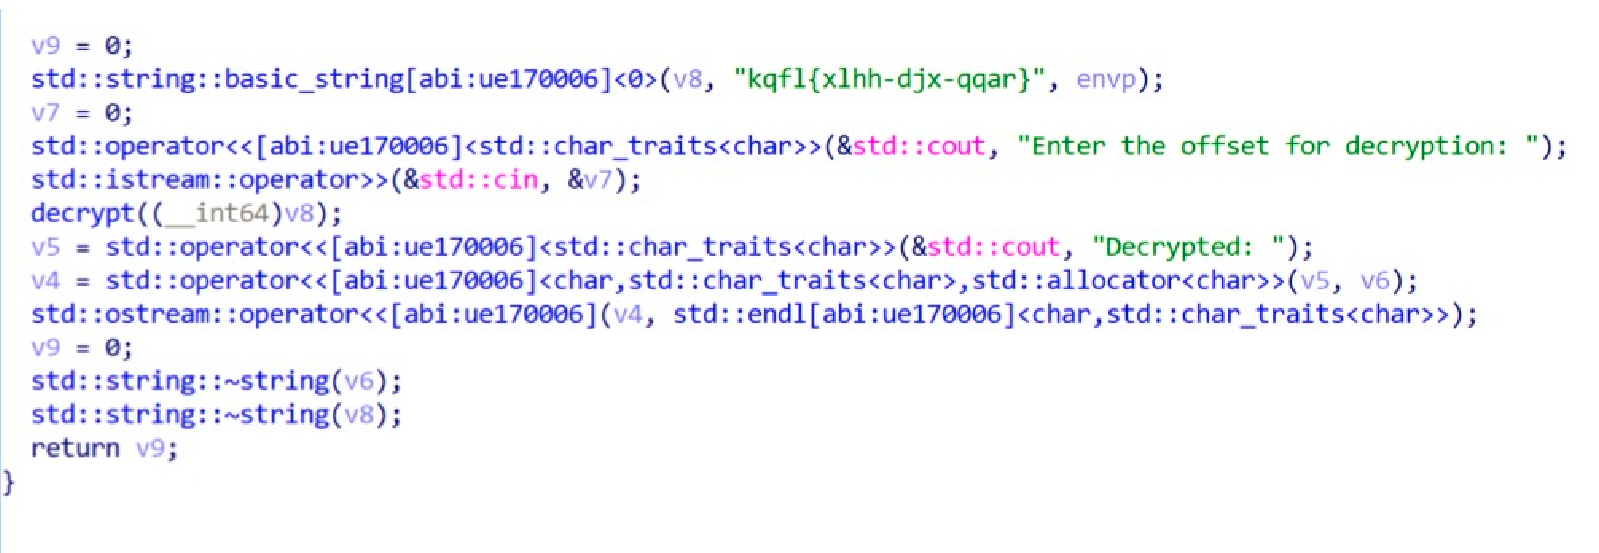 v9 = 0;
std::string::basic_string[abi:ue170006]<0>(v8, "kqfl{xlhh-djx-qqar}", envp);
v7 = 0;
std::operator<<[abi:ue170006]<std::char_traits<char>>(&std::cout, "Enter the offset for decryption: ");
std::istream::operator>>(&std::cin, &v7);
decrypt((__int64)v8);
v5 = std::operator<<[abi:ue170006]<std::char_traits<char>>(&std::cout, "Decrypted: ");
v4 = std::operator<<[abi:ue170006]<char,std::char_traits<char>,std::allocator<char>>(v5, v6);
std::ostream::operator<<[abi:ue170006](v4, std::endl[abi:ue170006]<char,std::char_traits<char>>);
v9 = 0;
std::string::~string(v6);
std::string::~string(v8);
return v9;
}